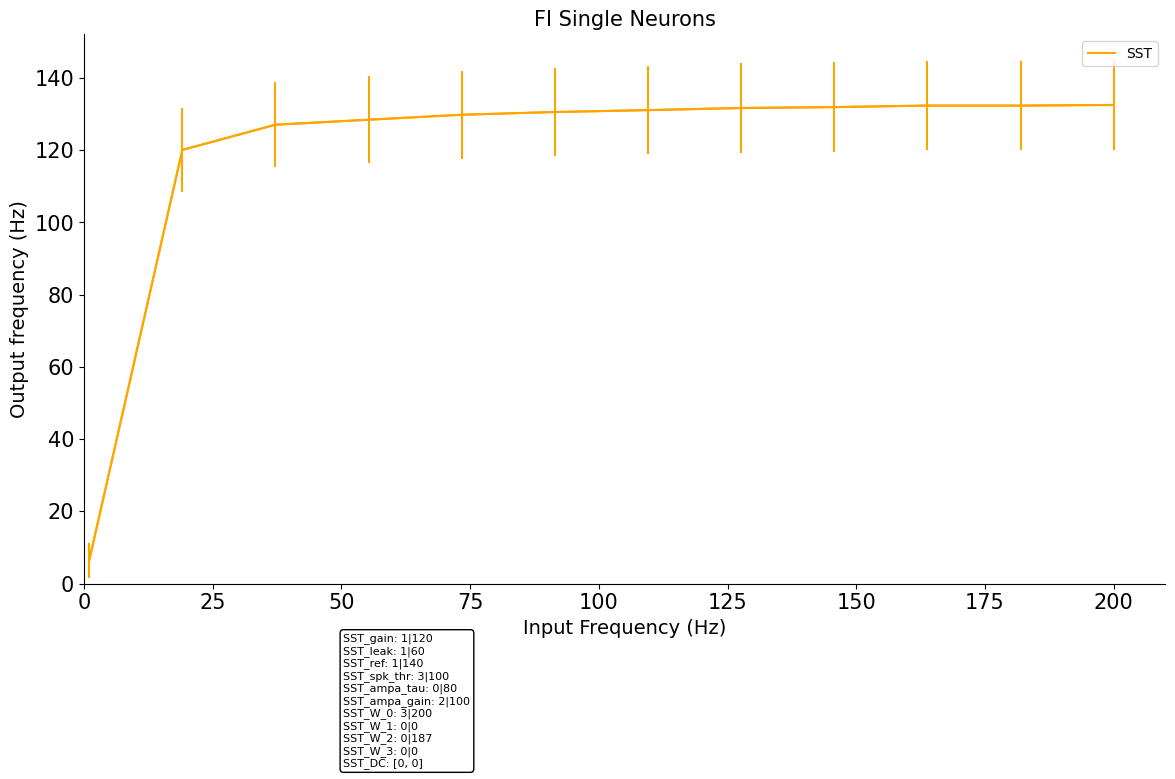 FI Single Neurons
SST
140
120
100
80
60
40
20
0
Output frequency (Hz)
0 25 50 75 100 125 150 175 200
Input Frequency (Hz)
SST_gain: 1|120
SST_leak: 1|60
SST_ref: 1|140
SST_spk_thr: 3|100
SST_ampa_tau: 0|80
SST_ampa_gain: 2|100
SST_W_0: 3|200
SST_W_1: 0|0
SST_W_2: 0|187
SST_W_3: 0|0
SST_DC: [0, 0]